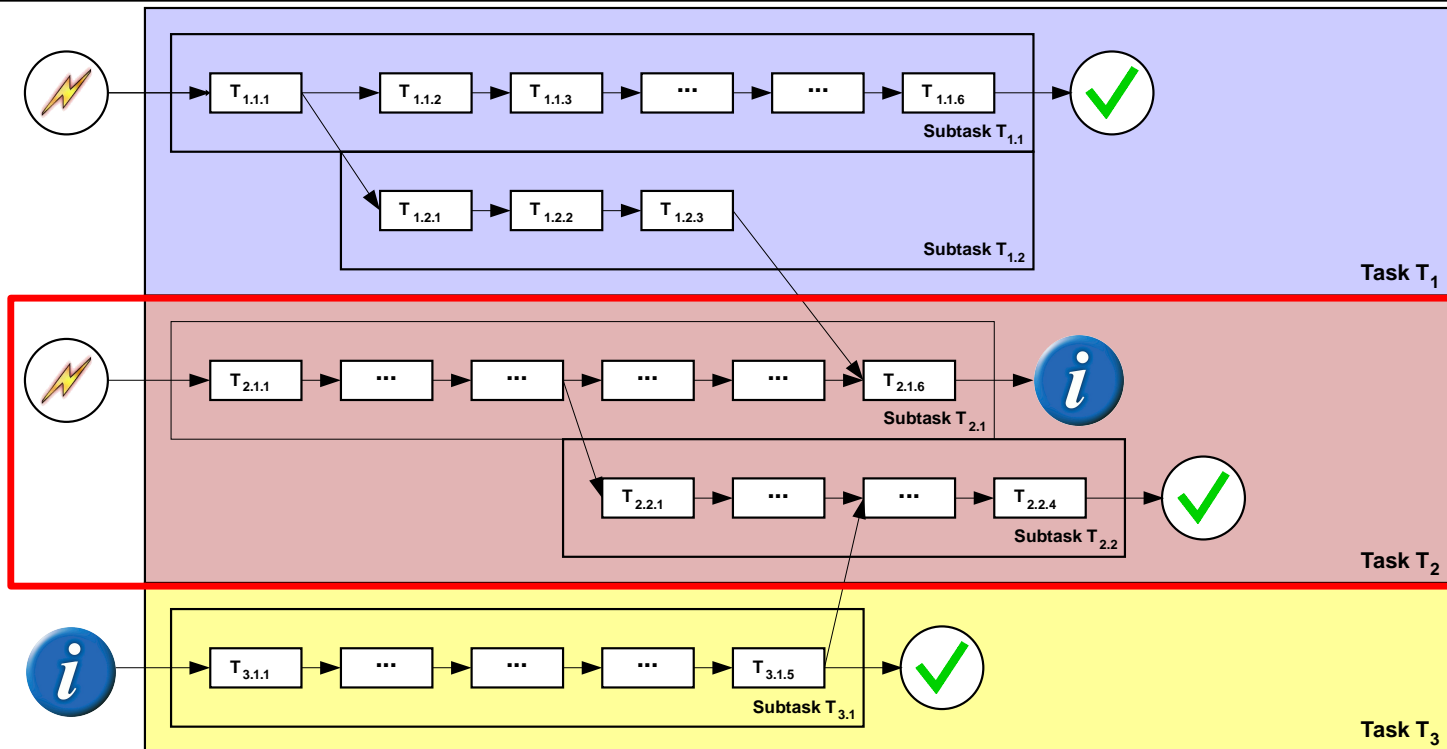 T1.1.1 T1.1.2 T1.1.3 ... ... T1.1.6
Subtask T1.1
T1.2.1 T1.2.2 T1.2.3
Subtask T1.2
Task T1
T2.1.1 ... ... ... ... T2.1.6
i
Subtask T2.1
T2.2.1 ... ... T2.2.4
Subtask T2.2
Task T2
i
T3.1.1 ... ... ... T3.1.5
Subtask T3.1
Task T3